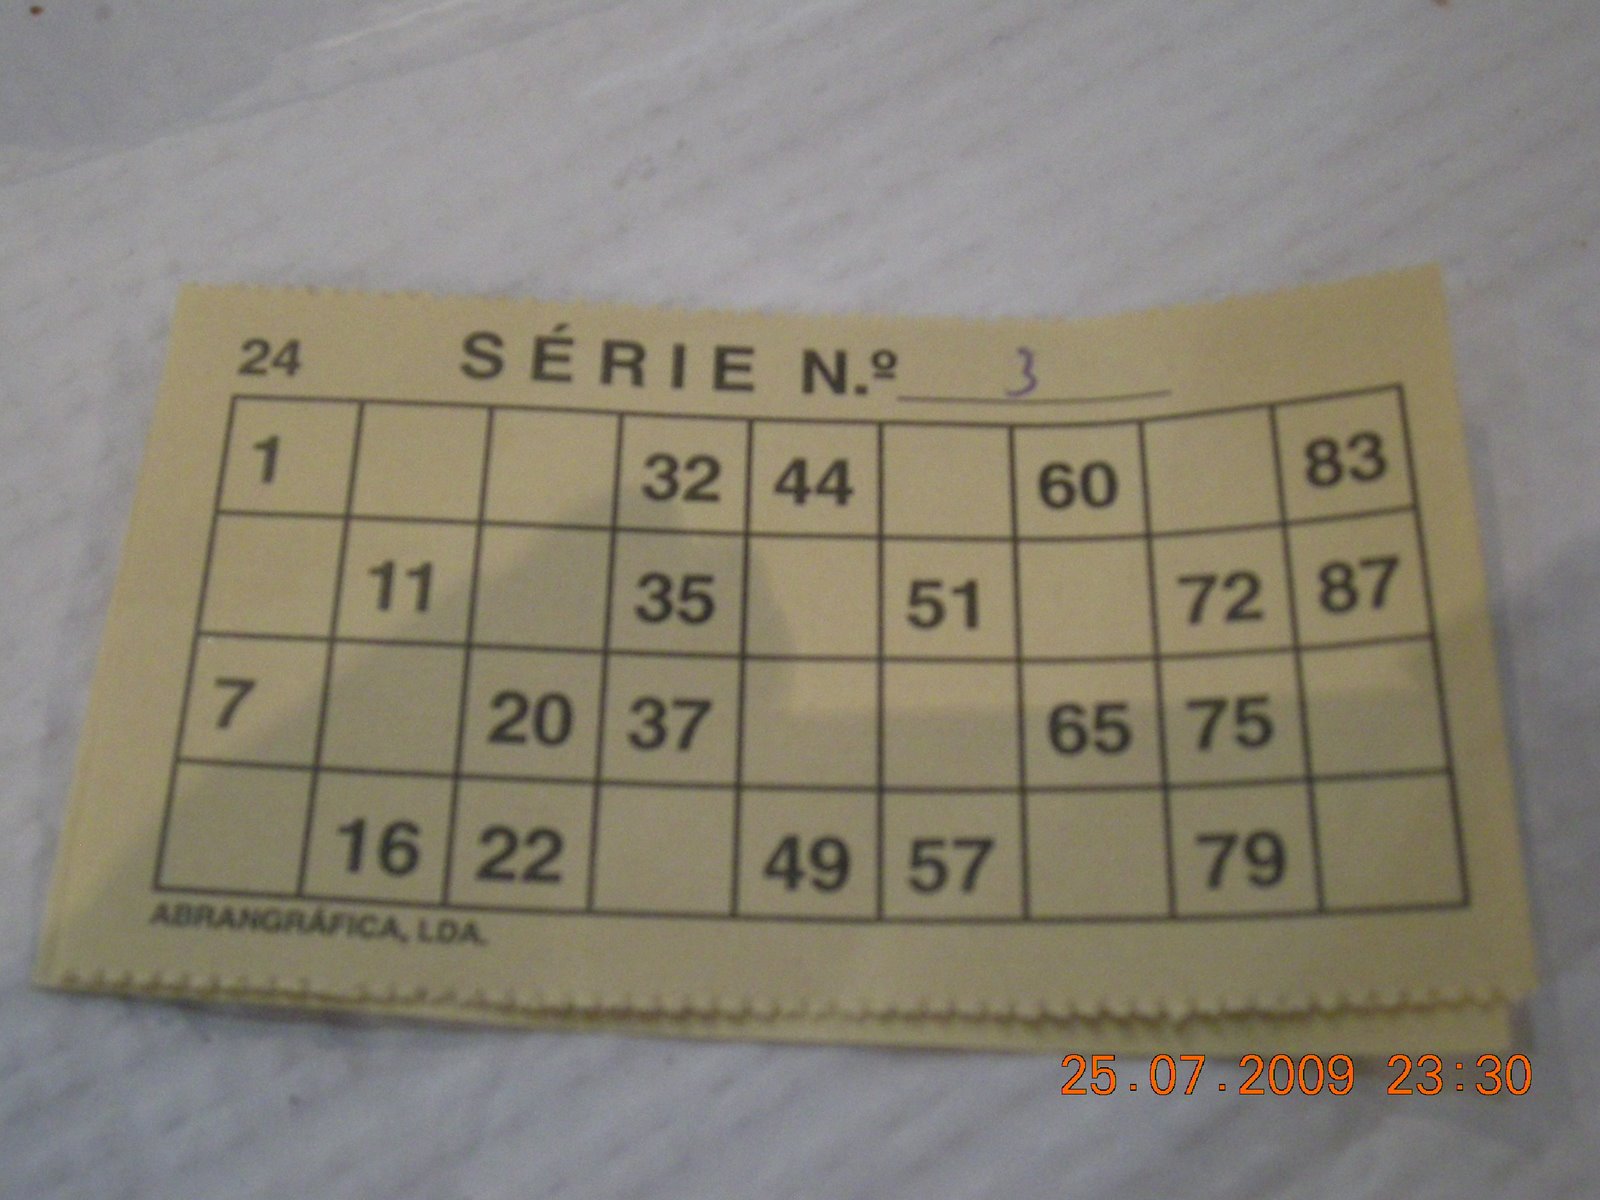 24 SÉRIE N.º 3
1 32 44 60 83
11 35 51 72 87
7 20 37 65 75
16 22 49 57 79
ABRANGRÁFICA, LDA.
25.07.2009 23:30